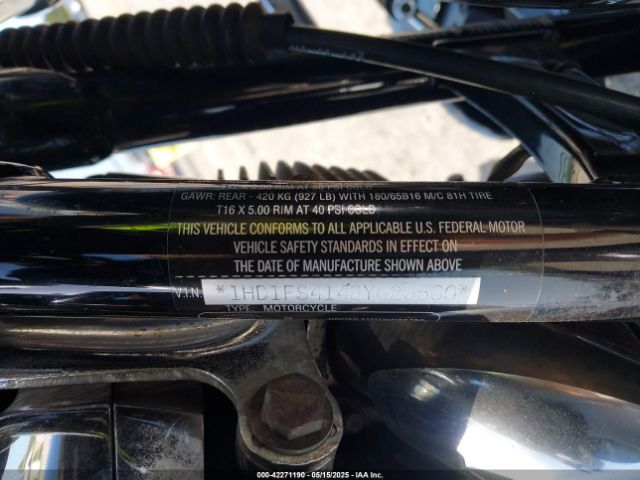 GAWR: REAR - 420 KG (927 LB) WITH 180/65B16 M/C 81H TIRE
T16 X 5.00 RIM AT 40 PSI COLD
THIS VEHICLE CONFORMS TO ALL APPLICABLE U.S. FEDERAL MOTOR
VEHICLE SAFETY STANDARDS IN EFFECT ON
THE DATE OF MANUFACTURE SHOWN ABOVE
V.I.N.
TYPE: MOTORCYCLE
000-42271190 - 05/15/2025 - IAACT